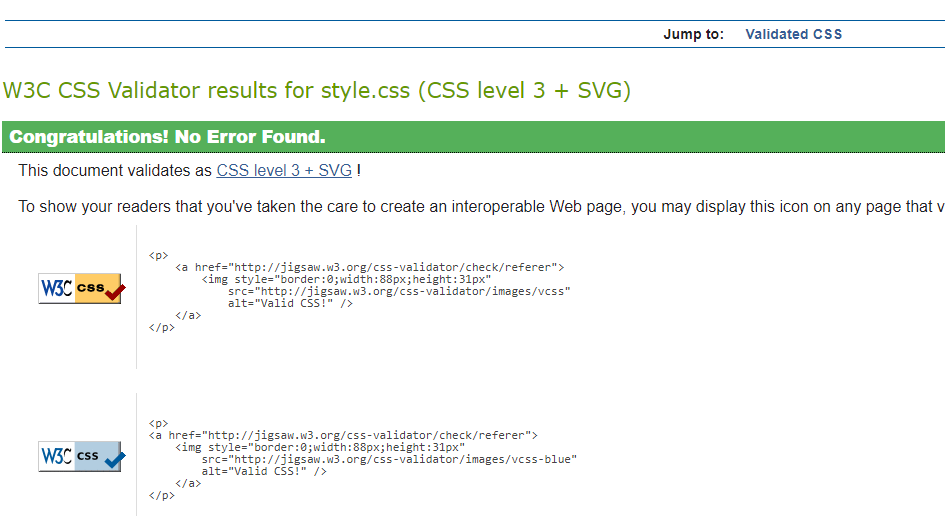 Jump to: Validated CSS
W3C CSS Validator results for style.css (CSS level 3 + SVG)
Congratulations! No Error Found.
This document validates as CSS level 3 + SVG !
To show your readers that you've taken the care to create an interoperable Web page, you may display this icon on any page that v
W3C css
<p>
    <a href="http://jigsaw.w3.org/css-validator/check/referer">
        <img style="border:0;width:88px;height:31px"
            src="http://jigsaw.w3.org/css-validator/images/vcss"
            alt="Valid CSS!" />
    </a>
</p>
W3C css
<p>
<a href="http://jigsaw.w3.org/css-validator/check/referer">
    <img style="border:0;width:88px;height:31px"
        src="http://jigsaw.w3.org/css-validator/images/vcss-blue"
        alt="Valid CSS!" />
    </a>
</p>